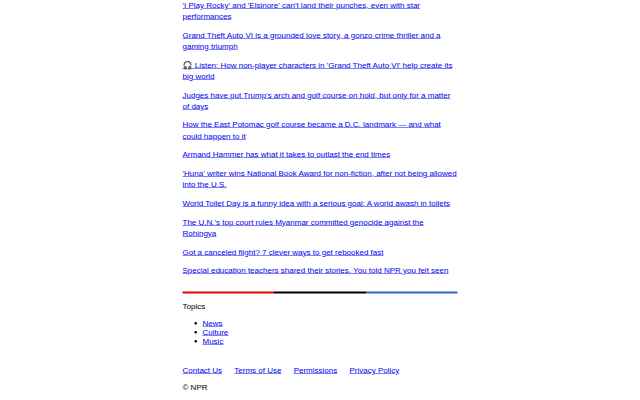 'I Play Rocky' and 'Elsinore' can't land their punches, even with star
performances
Grand Theft Auto VI is a grounded love story, a gonzo crime thriller and a
gaming triumph
🎧 Listen: How non-player characters in 'Grand Theft Auto VI' help create its
big world
Judges have put Trump's arch and golf course on hold, but only for a matter
of days
How the East Potomac golf course became a D.C. landmark — and what
could happen to it
Armand Hammer has what it takes to outlast the end times
'Huna' writer wins National Book Award for non-fiction, after not being allowed
into the U.S.
World Toilet Day is a funny idea with a serious goal: A world awash in toilets
The U.N.'s top court rules Myanmar committed genocide against the
Rohingya
Got a canceled flight? 7 clever ways to get rebooked fast
Special education teachers shared their stories. You told NPR you felt seen
Topics
News
Culture
Music
Contact Us Terms of Use Permissions Privacy Policy
© NPR